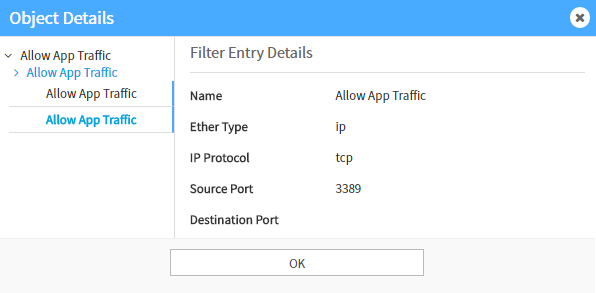 Object Details
Allow App Traffic
Allow App Traffic
Allow App Traffic
Allow App Traffic
Filter Entry Details
Name Allow App Traffic
Ether Type ip
IP Protocol tcp
Source Port 3389
Destination Port
OK